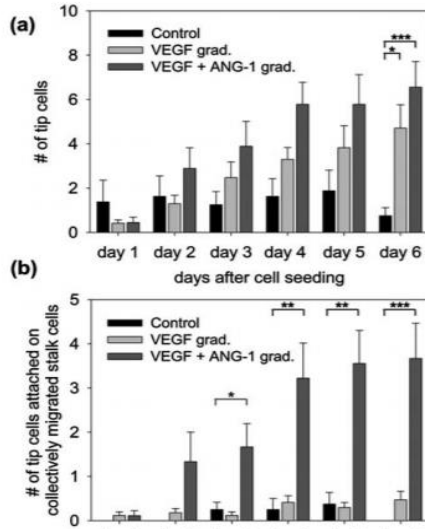 (a)
Control
VEGF grad.
VEGF + ANG-1 grad.
***
*
# of tip cells
10
8
6
4
2
0
day 1 day 2 day 3 day 4 day 5 day 6
days after cell seeding
(b)
Control
VEGF grad.
VEGF + ANG-1 grad.
*
**
**
***
# of tip cells attached on
collectively migrated stalk cells
5
4
3
2
1
0